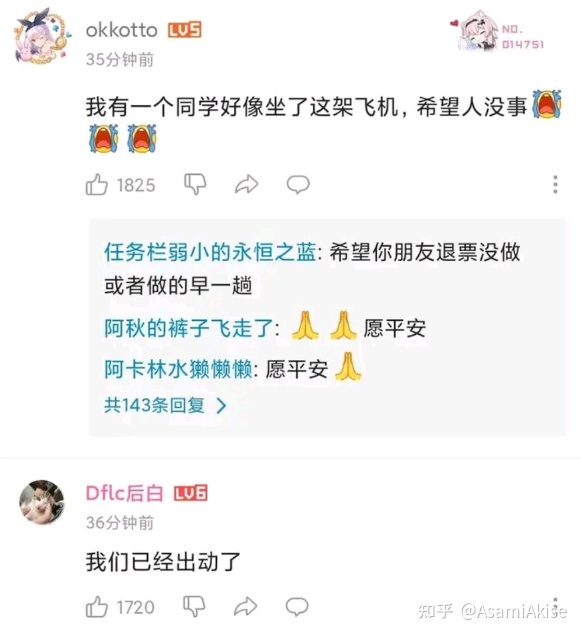 okkotto LV5
NO.
014751
35分钟前
我有一个同学好像坐了这架飞机，希望人没事
1825
任务栏弱小的永恒之蓝: 希望你朋友退票没做
或者做的早一趟
阿秋的裤子飞走了: 🙏 🙏 愿平安
阿卡林水獭懒懒: 愿平安 🙏
共143条回复 >
Dflc后白 LV6
36分钟前
我们已经出动了
1720
知乎 @AsamiAkise